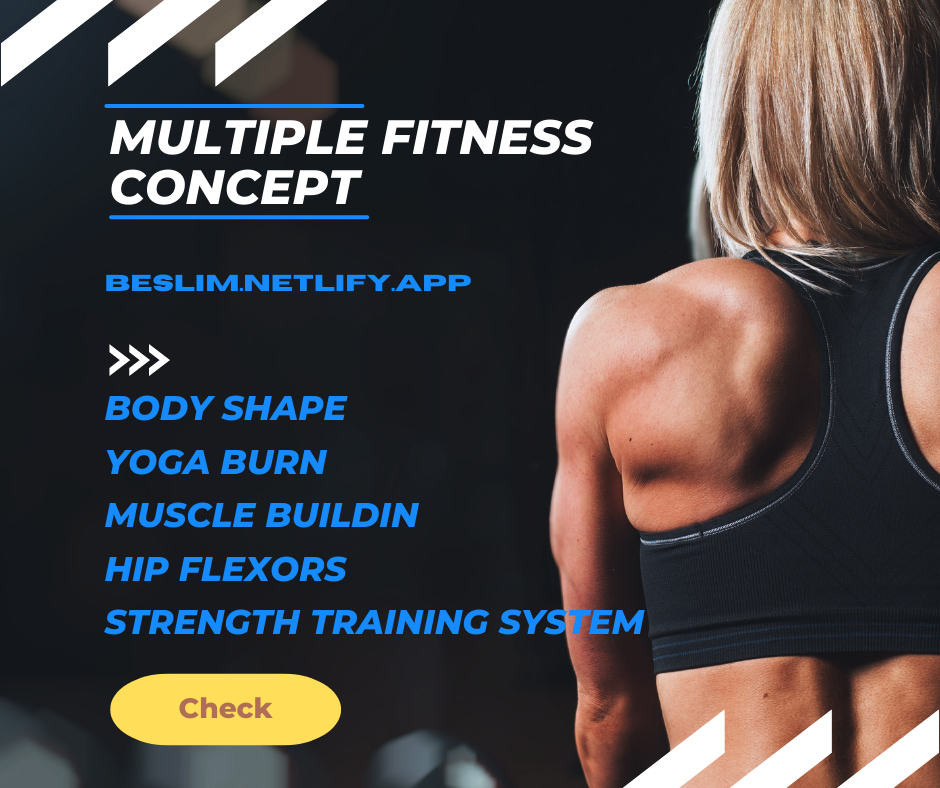 MULTIPLE FITNESS
CONCEPT
BESLIM.NETLIFY.APP
BODY SHAPE
YOGA BURN
MUSCLE BUILDIN
HIP FLEXORS
STRENGTH TRAINING SYSTEM
Check